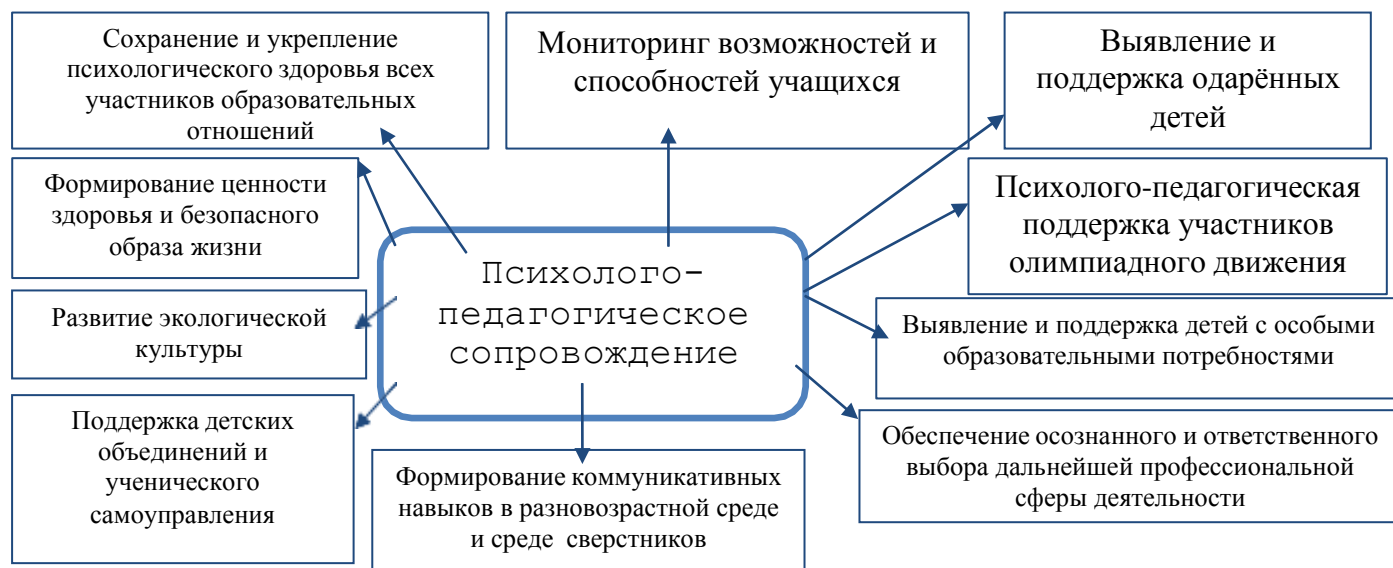 Сохранение и укрепление
психологического здоровья всех
участников образовательных
отношений
Мониторинг возможностей и
способностей учащихся
Выявление и
поддержка одарённых
детей
Формирование ценности
здоровья и безопасного
образа жизни
Психолого-педагогическая
поддержка участников
олимпиадного движения
Психолого-
педагогическое
сопровождение
Развитие экологической
культуры
Выявление и поддержка детей с особыми
образовательными потребностями
Поддержка детских
объединений и
ученического
самоуправления
Формирование коммуникативных
навыков в разновозрастной среде
и среде сверстников
Обеспечение осознанного и ответственного
выбора дальнейшей профессиональной
сферы деятельности